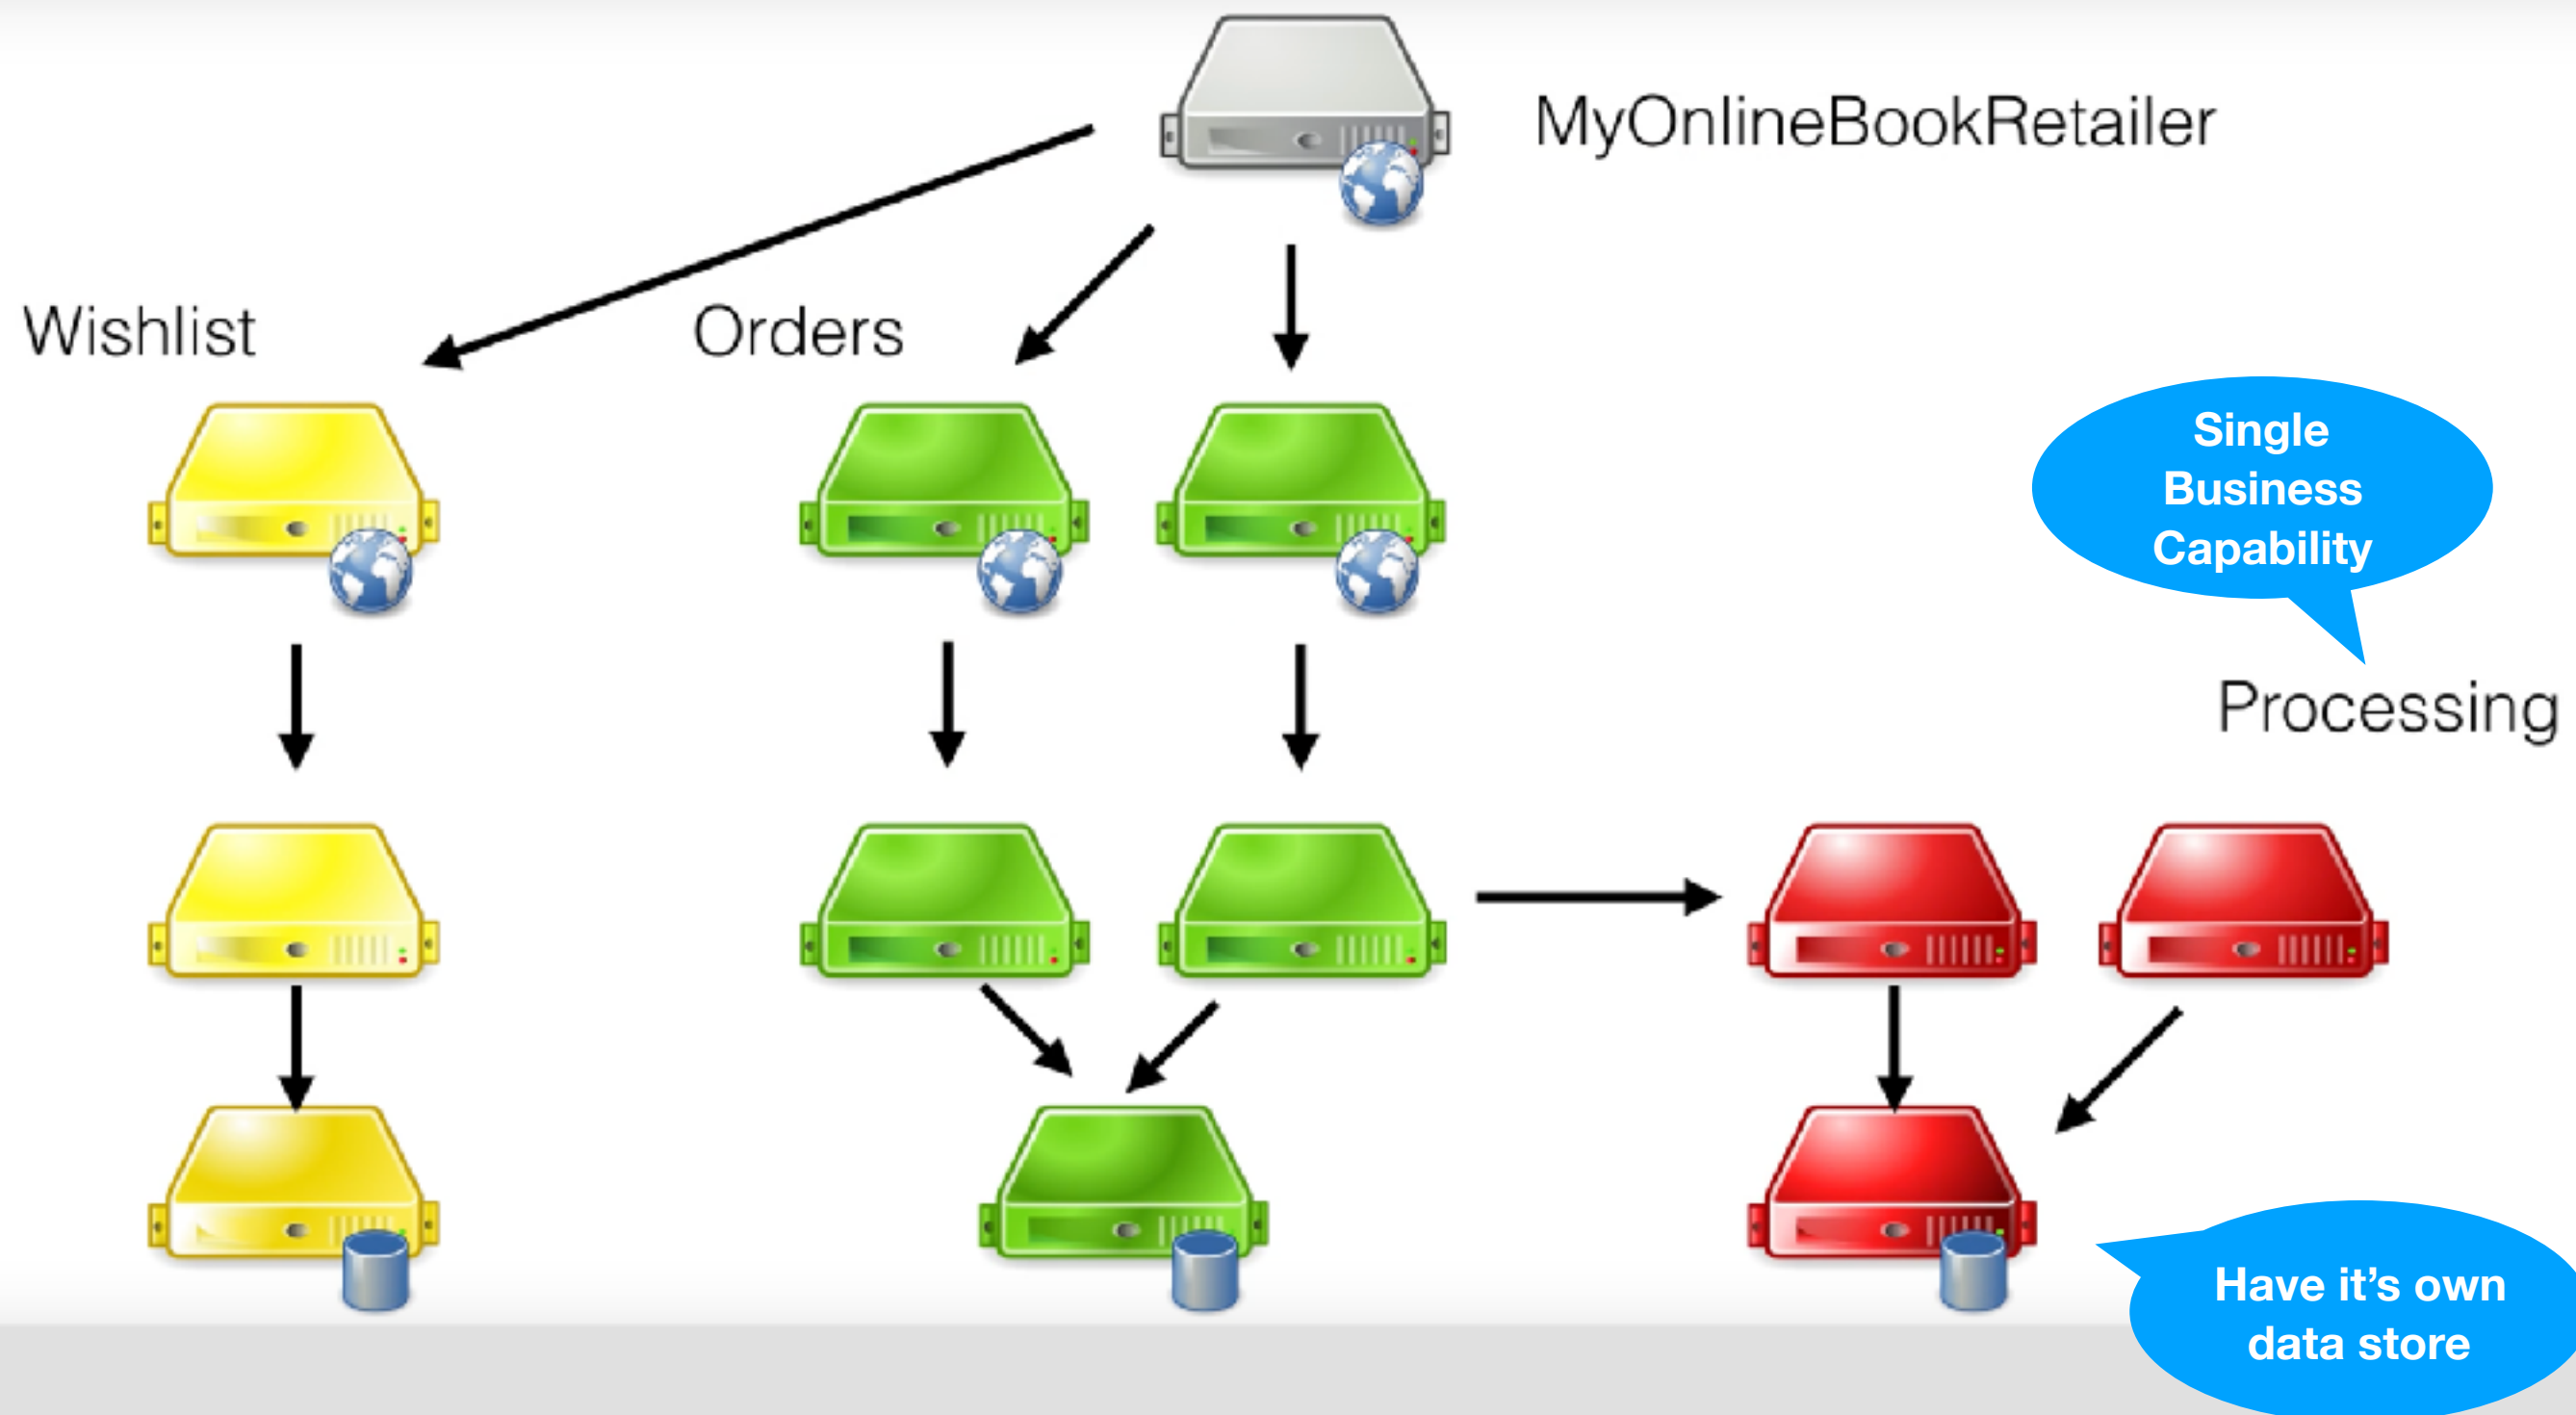 MyOnlineBookRetailer
Wishlist
Orders
Single
Business
Capability
Processing
Have it’s own
data store